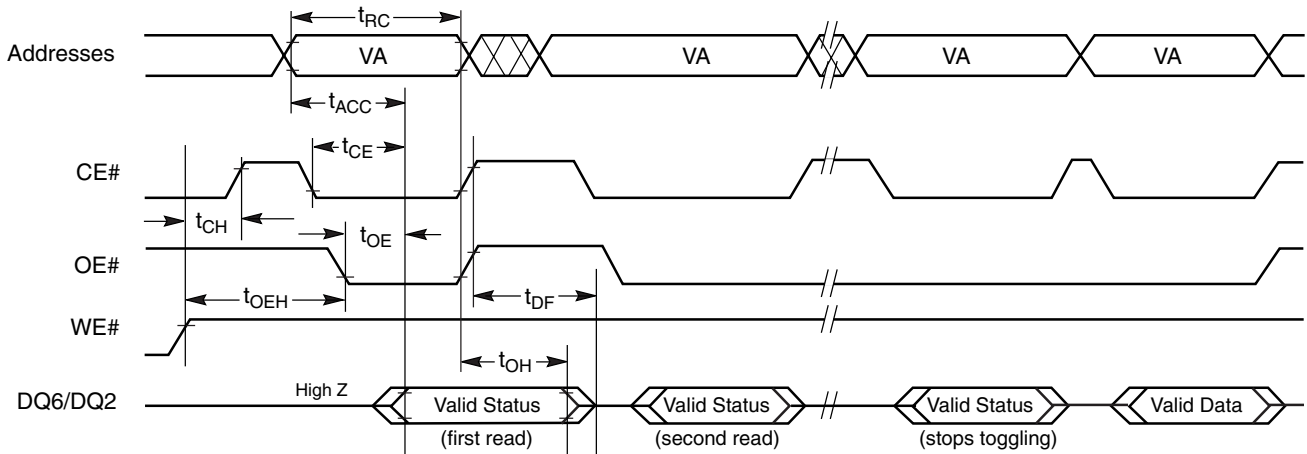 tRC
Addresses VA VA VA VA
tACC
tCE
CE#
tCH tOE
OE#
tOEH tDF
WE#
tOH
High Z
DQ6/DQ2 Valid Status Valid Status Valid Status Valid Data
(first read) (second read) (stops toggling)